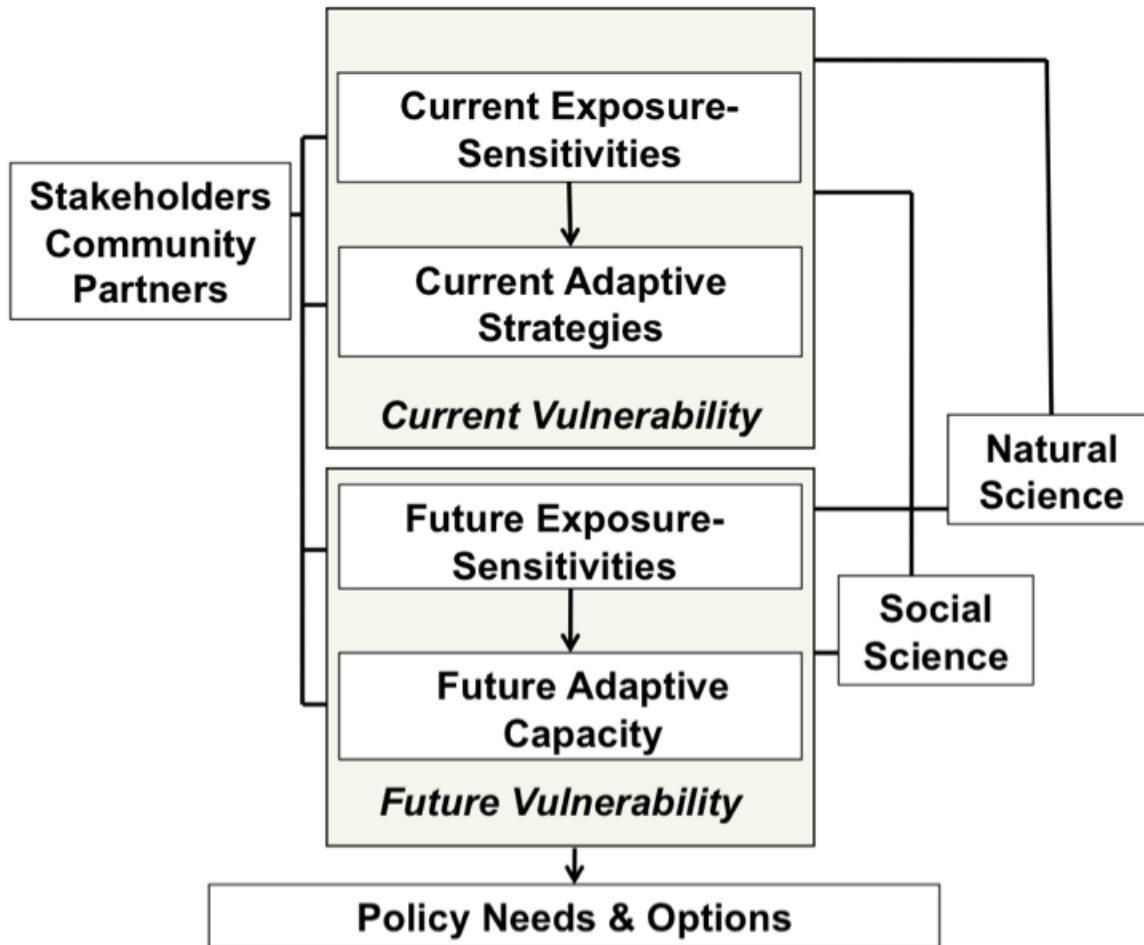 Current Exposure-
Sensitivities
Stakeholders
Community
Partners
Current Adaptive
Strategies
Current Vulnerability
Natural
Science
Future Exposure-
Sensitivities
Social
Science
Future Adaptive
Capacity
Future Vulnerability
Policy Needs & Options